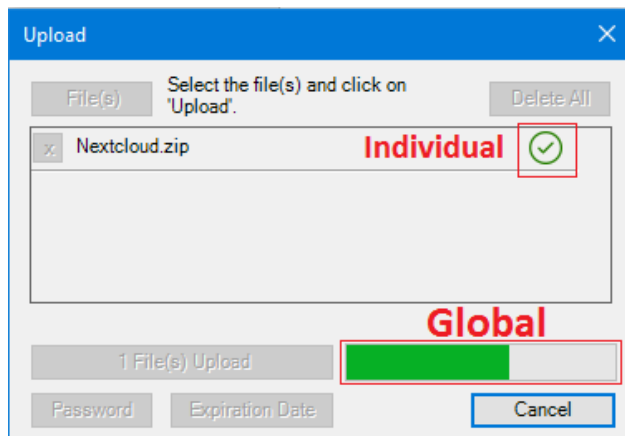 Upload
File(s)
Select the file(s) and click on
'Upload'.
Delete All
x
Nextcloud.zip
Individual
Global
1 File(s) Upload
Password
Expiration Date
Cancel